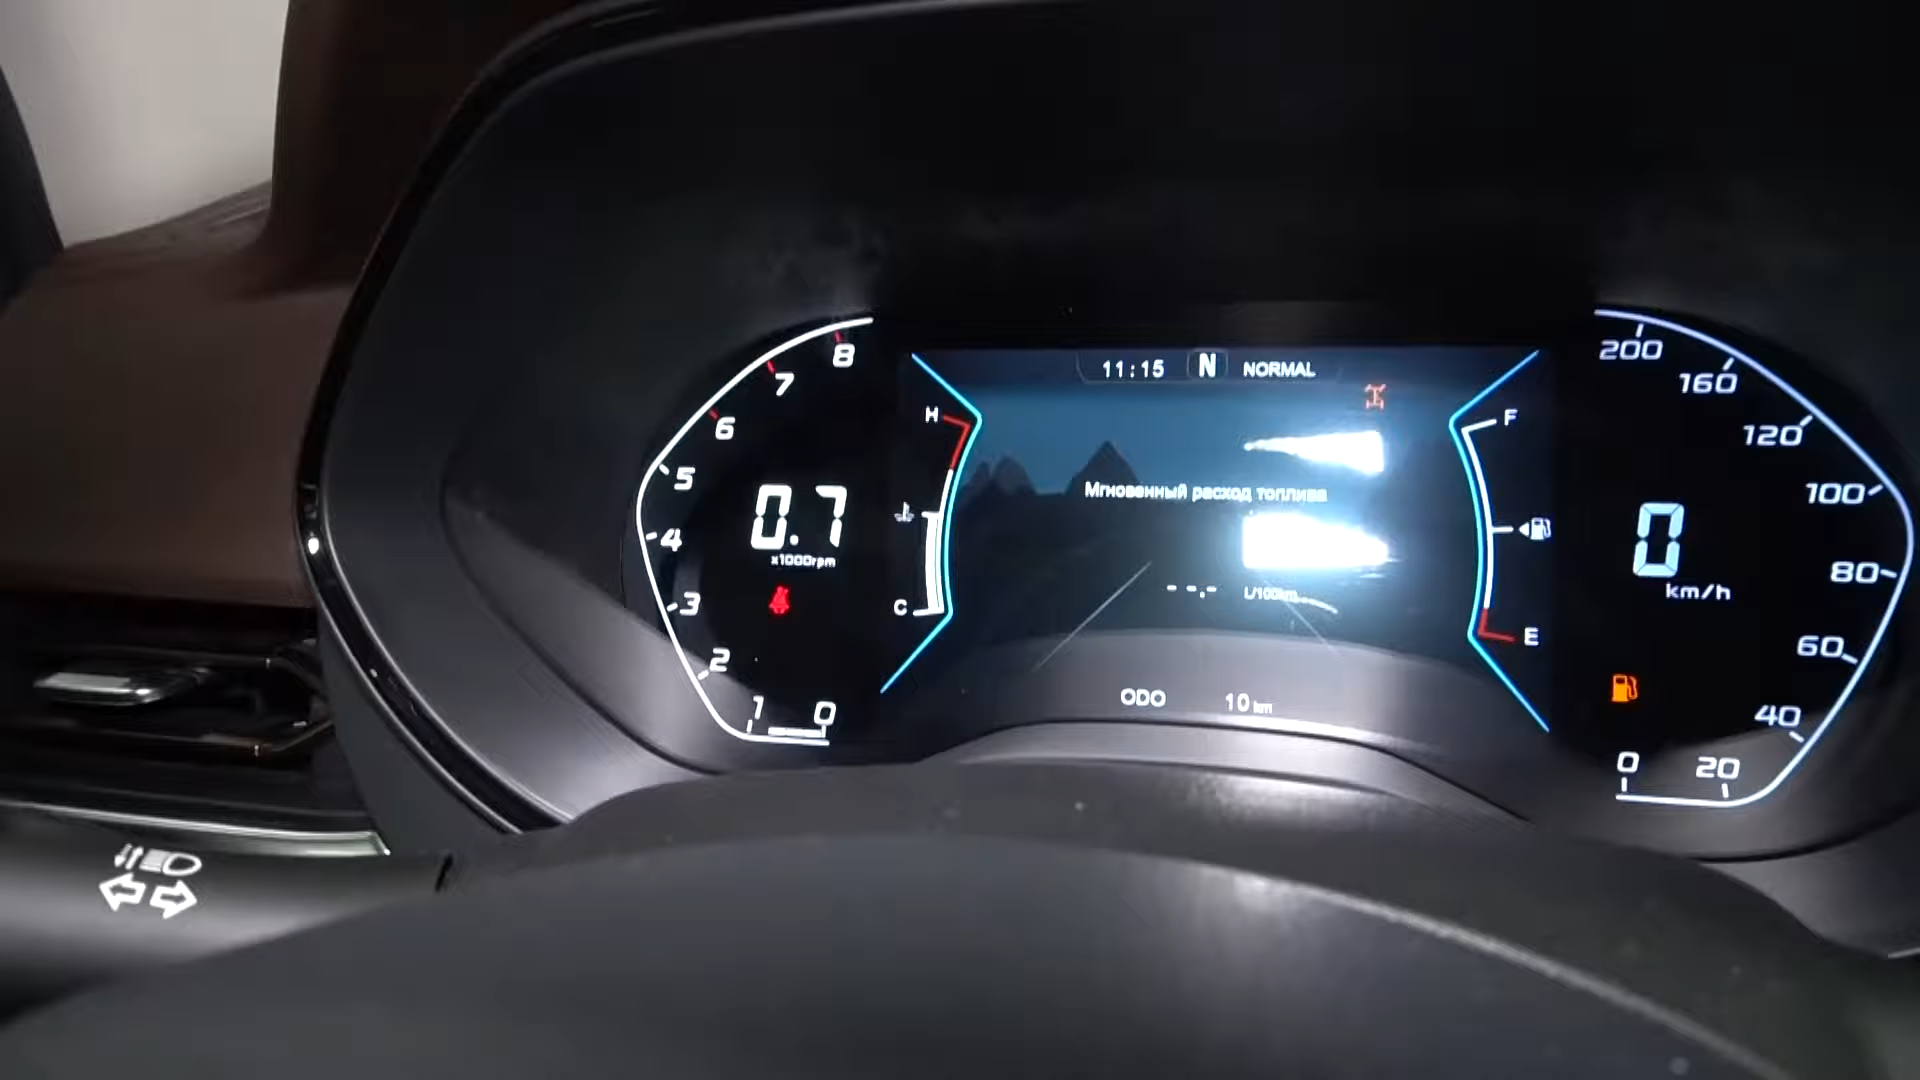 11:15 N NORMAL
8
7
6
5
4
3
2
1
0
0.7
x1000rpm
H
C
Мгновенный расход топлива
--.- L/100km
ODO 10 km
F
E
200
160
120
100
80
60
40
20
0
0
km/h